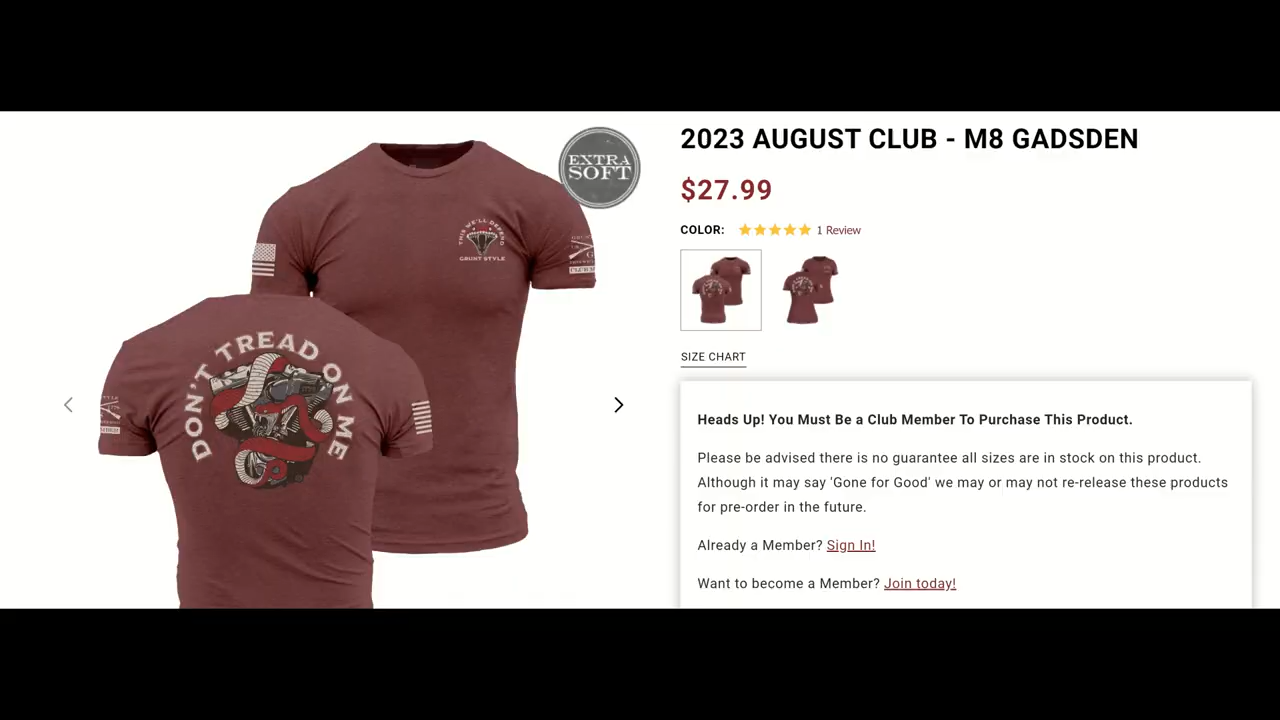 2023 AUGUST CLUB - M8 GADSDEN
EXTRA
SOFT
$27.99
COLOR:
1 Review
THIS WE'LL DEFEND
GRUNT STYLE
SIZE CHART
DON'T TREAD ON ME
Heads Up! You Must Be a Club Member To Purchase This Product.
Please be advised there is no guarantee all sizes are in stock on this product.
Although it may say 'Gone for Good' we may or may not re-release these products
for pre-order in the future.
Already a Member? Sign In!
Want to become a Member? Join today!